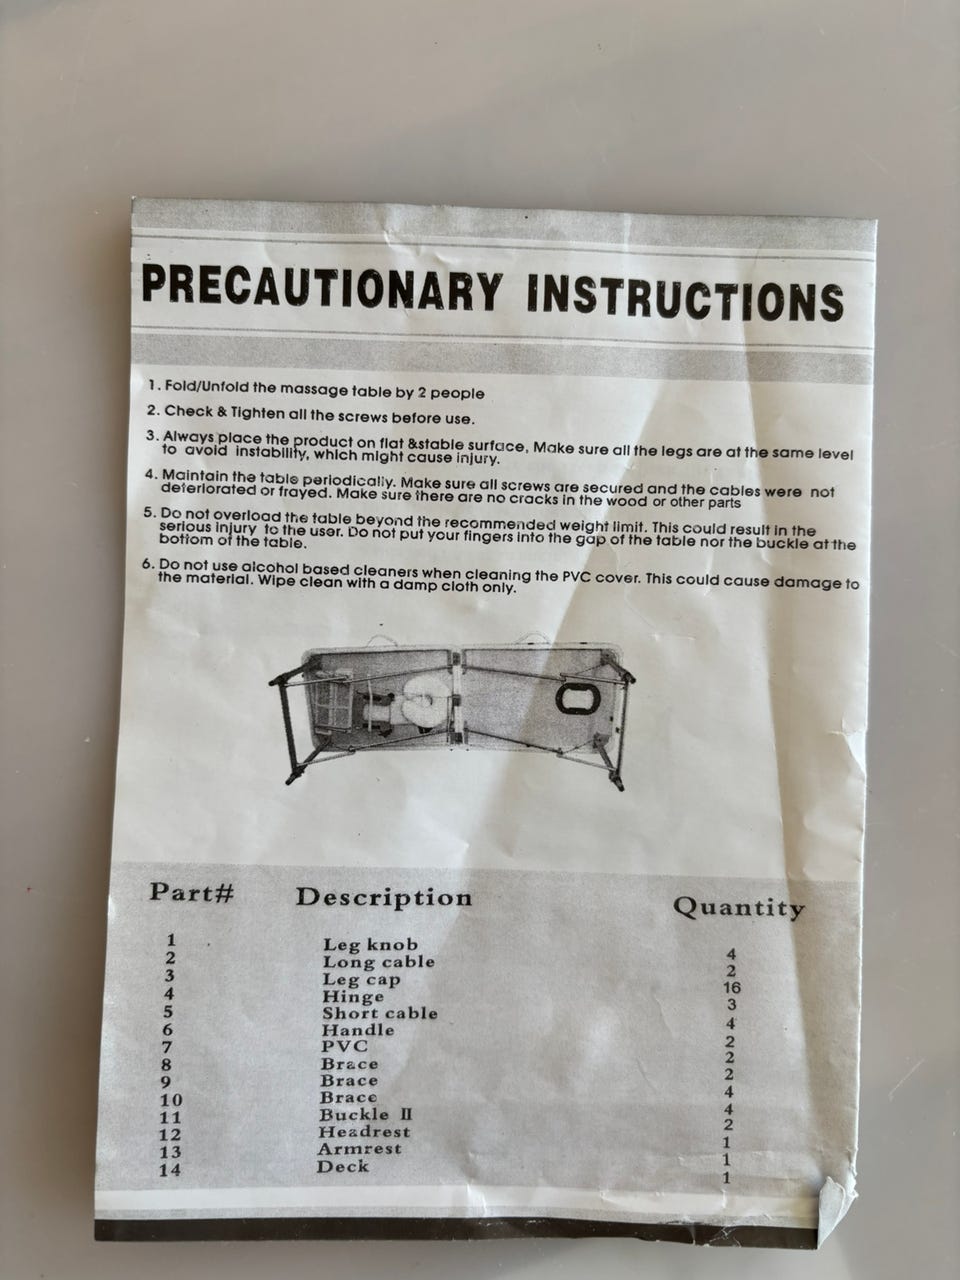 PRECAUTIONARY INSTRUCTIONS
1. Fold/Unfold the massage table by 2 people
2. Check & Tighten all the screws before use.
3. Always place the product on flat &stable surface, Make sure all the legs are at the same level
to avoid instability, which might cause injury.
4. Maintain the table periodically. Make sure all screws are secured and the cables were not
deteriorated or frayed. Make sure there are no cracks in the wood or other parts
5. Do not overload the table beyond the recommended weight limit. This could result in the
serious injury to the user. Do not put your fingers into the gap of the table nor the buckle at the
bottom of the table.
6. Do not use alcohol based cleaners when cleaning the PVC cover. This could cause damage to
the material. Wipe clean with a damp cloth only.
Part# Description Quantity
1 Leg knob 4
2 Long cable 2
3 Leg cap 16
4 Hinge 3
5 Short cable 4
6 Handle 2
7 PVC 2
8 Brace 2
9 Brace 4
10 Brace 4
11 Buckle II 2
12 Headrest 1
13 Armrest 1
14 Deck 1